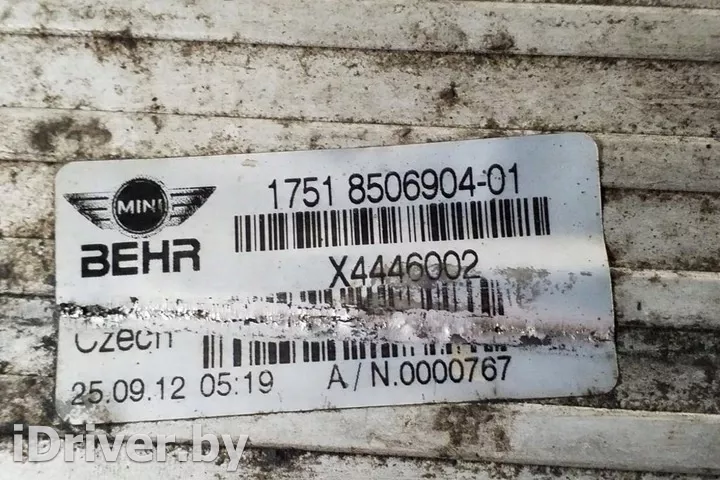 MINI
BEHR
1751 8506904-01
X4446002
Czech
25.09.12 05:19 A/N.0000767
iDriver.by